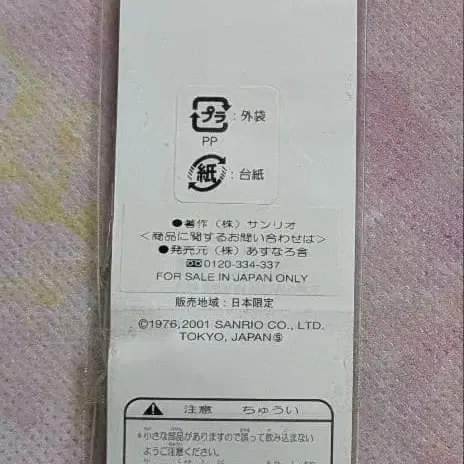 プラ : 外袋
PP
紙 : 台紙
●著作（株）サンリオ
＜商品に関するお問い合わせは＞
●発売元（株）あすなろ舎
0120-334-337
FOR SALE IN JAPAN ONLY
販売地域：日本限定
©1976,2001 SANRIO CO., LTD.
TOKYO, JAPAN Ⓢ
注意 ちゅうい
小さな部品がありますので誤って飲み込まない
ようご注意ください。